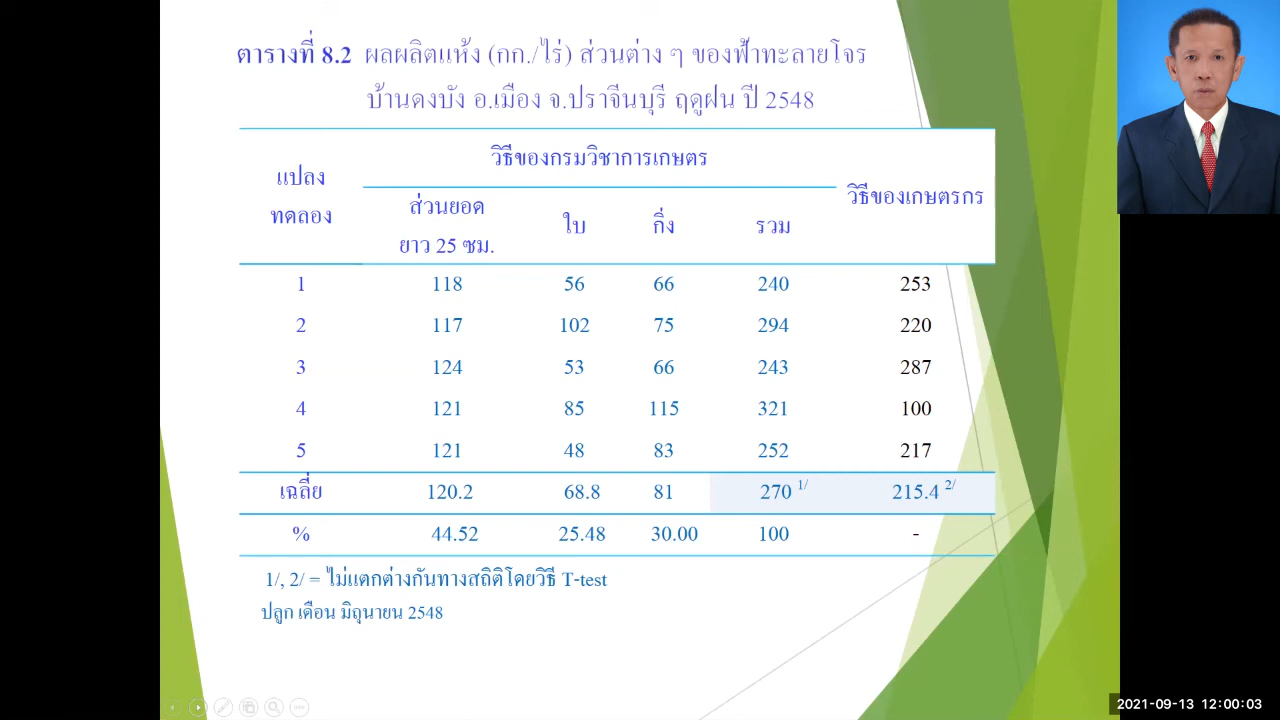 ตารางที่ 8.2 ผลผลิตแห้ง (กก./ไร่) ส่วนต่าง ๆ ของฟ้าทะลายโจร
บ้านดงบัง อ.เมือง จ.ปราจีนบุรี ฤดูฝน ปี 2548
แปลง
ทดลอง
วิธีของกรมวิชาการเกษตร
วิธีของเกษตรกร
ส่วนยอด
ยาว 25 ซม.
ใบ กิ่ง รวม
1 118 56 66 240 253
2 117 102 75 294 220
3 124 53 66 243 287
4 121 85 115 321 100
5 121 48 83 252 217
เฉลี่ย 120.2 68.8 81 270 1/ 215.4 2/
% 44.52 25.48 30.00 100 -
1/, 2/ = ไม่แตกต่างกันทางสถิติโดยวิธี T-test
ปลูก เดือน มิถุนายน 2548
2021-09-13 12:00:03